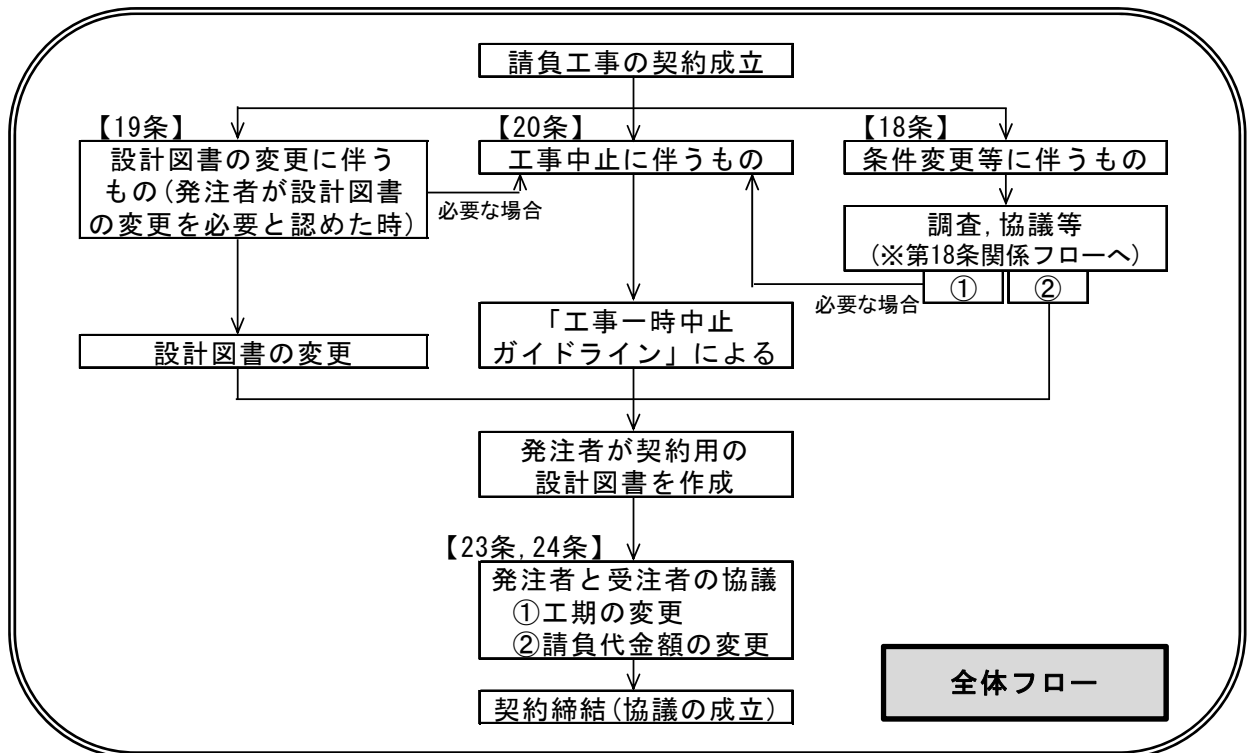 請負工事の契約成立
【19条】
設計図書の変更に伴う
もの(発注者が設計図書
の変更を必要と認めた時)
必要な場合
【20条】
工事中止に伴うもの
【18条】
条件変更等に伴うもの
調査,協議等
(※第18条関係フローへ)
①
②
必要な場合
設計図書の変更
「工事一時中止
ガイドライン」による
発注者が契約用の
設計図書を作成
【23条,24条】
発注者と受注者の協議
①工期の変更
②請負代金額の変更
契約締結(協議の成立)
全体フロー